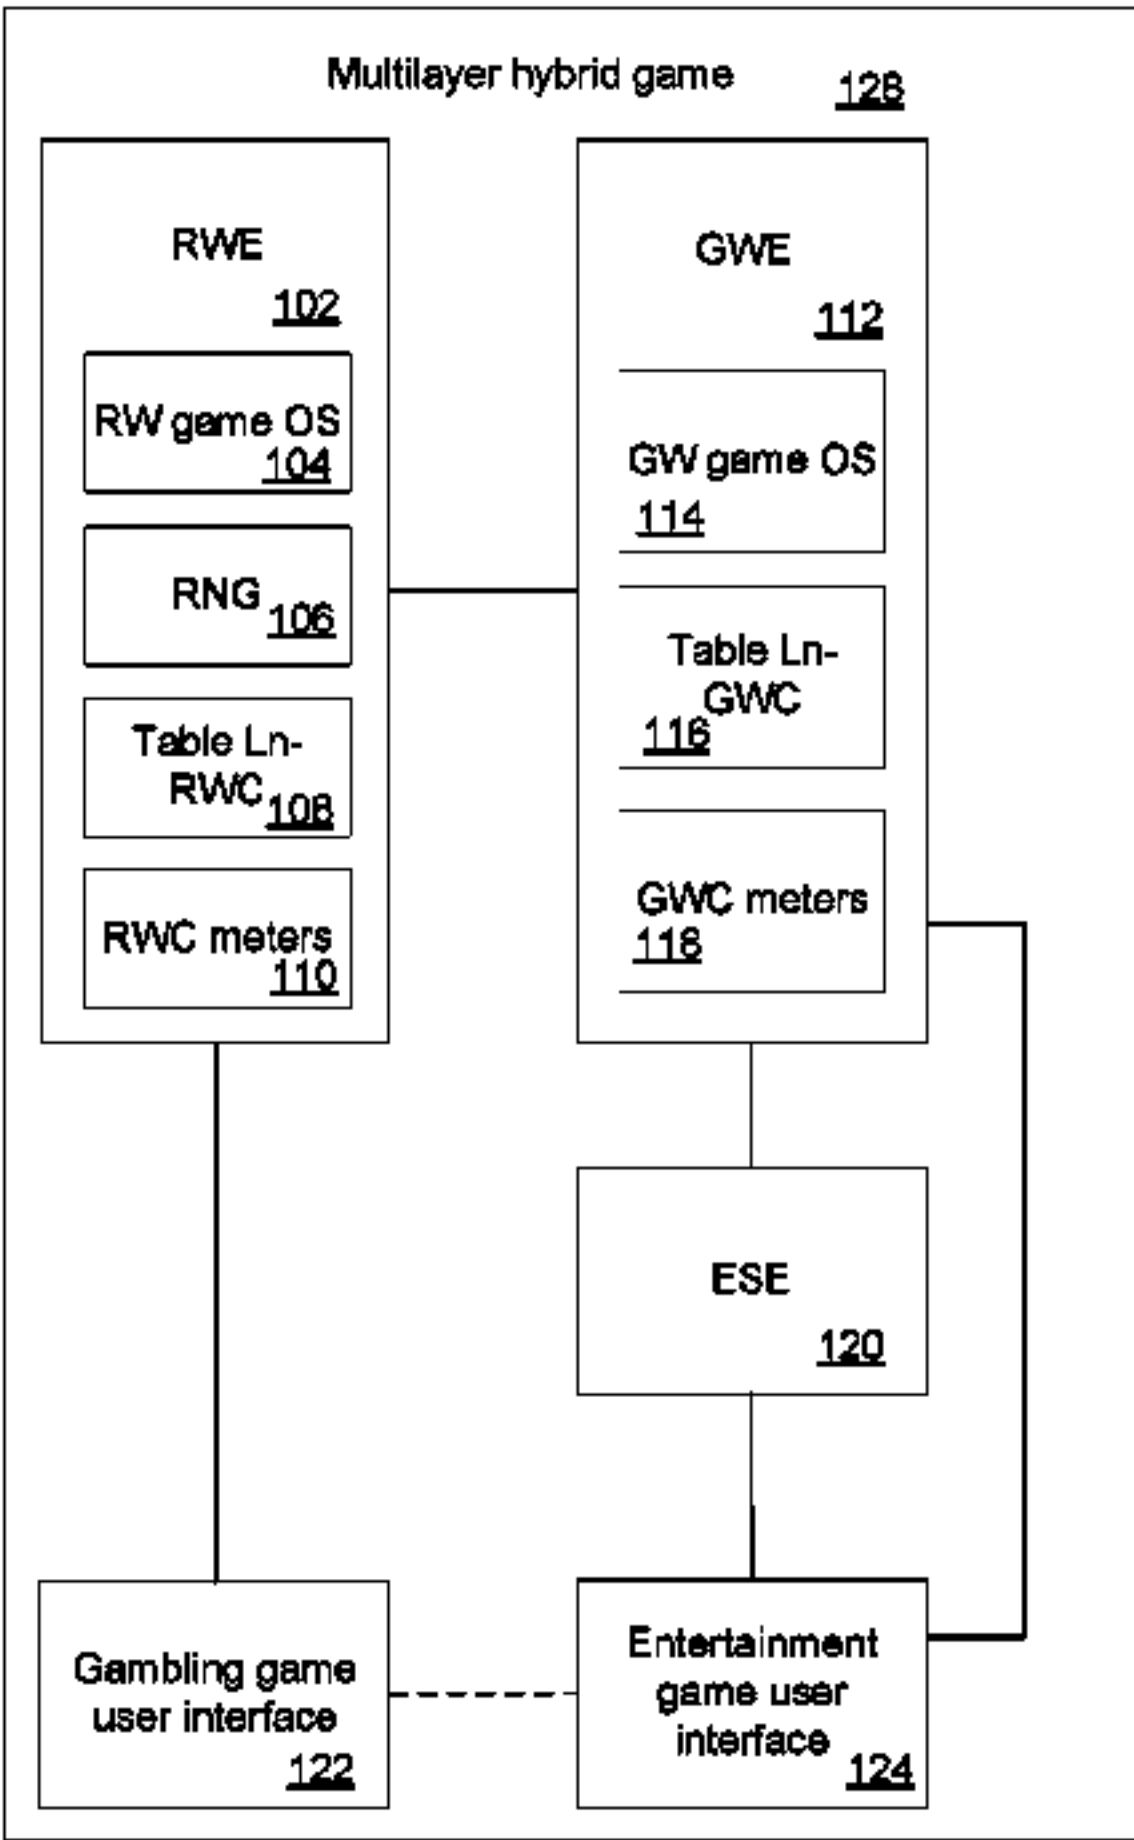 Multilayer hybrid game
128
RWE
102
RW game OS
104
RNG
106
Table Ln-
RWC
108
RWC meters
110
GWE
112
GW game OS
114
Table Ln-
GWC
116
GWC meters
118
ESE
120
Gambling game
user interface
122
Entertainment
game user
interface
124